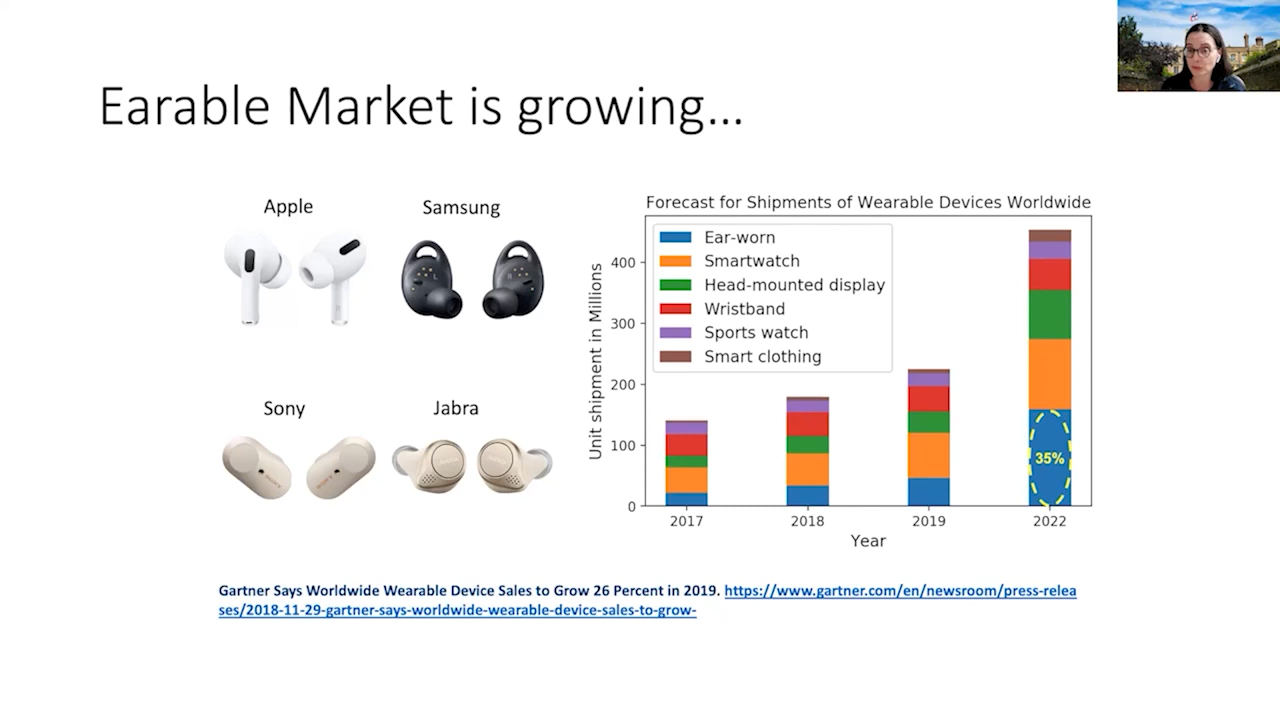 Earable Market is growing...
Apple
Samsung
Sony
Jabra
Forecast for Shipments of Wearable Devices Worldwide
Ear-worn
Smartwatch
Head-mounted display
Wristband
Sports watch
Smart clothing
Unit shipment in Millions
400
300
200
100
0
35%
2017
2018
2019
2022
Year
Gartner Says Worldwide Wearable Device Sales to Grow 26 Percent in 2019. https://www.gartner.com/en/newsroom/press-relea
ses/2018-11-29-gartner-says-worldwide-wearable-device-sales-to-grow-